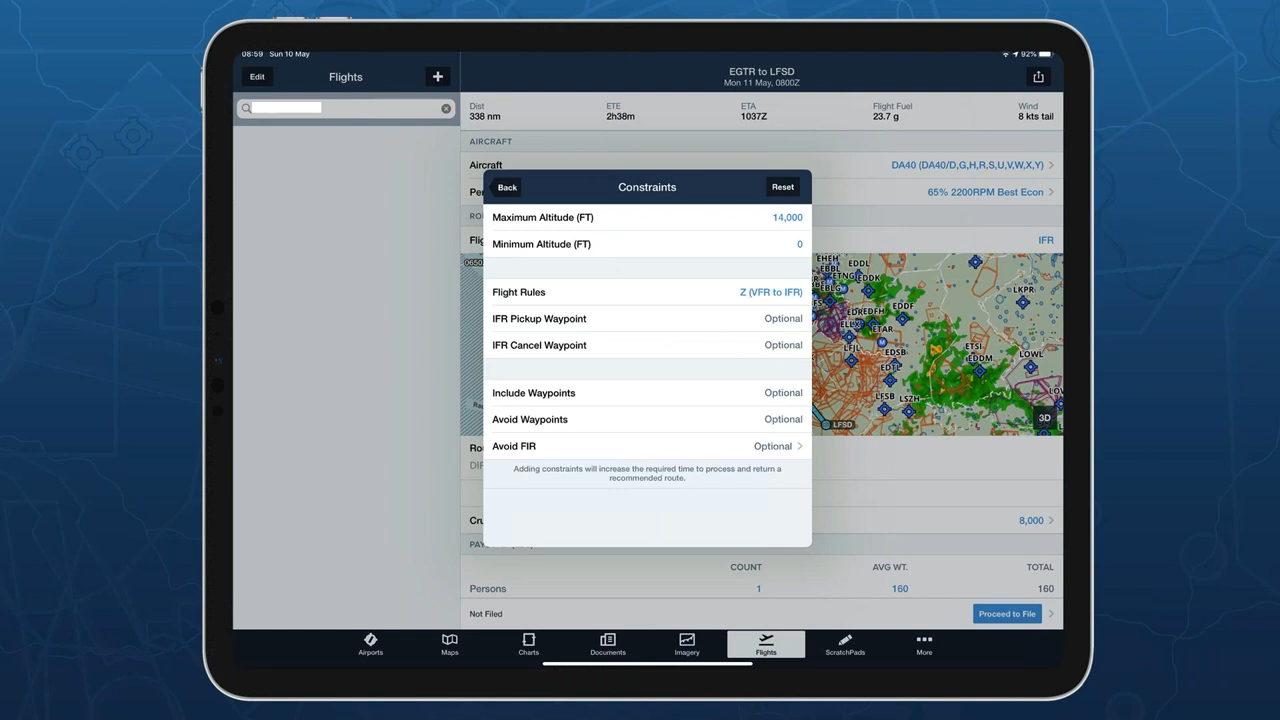 08:59 Sun 10 May
92%
Edit
Flights
+
EGTR to LFSD
Mon 11 May, 0800Z
Dist
338 nm
ETE
2h38m
ETA
1037Z
Flight Fuel
23.7 g
Wind
8 kts tail
AIRCRAFT
Aircraft
DA40 (DA40/D,G,H,R,S,U,V,W,X,Y)
65% 2200RPM Best Econ
IFR
Back
Constraints
Reset
Maximum Altitude (FT)
14,000
Minimum Altitude (FT)
0
Flight Rules
Z (VFR to IFR)
IFR Pickup Waypoint
Optional
IFR Cancel Waypoint
Optional
Include Waypoints
Optional
Avoid Waypoints
Optional
Avoid FIR
Optional
Adding constraints will increase the required time to process and return a
recommended route.
EHEH
EDDL
EBBL
ETNG
EDDK
EBLG
LKPR
EDDF
EDRF
EDFH
ELLX
ETAR
LFJL
EDSB
ETSI
EDDM
LOWL
EDTL
LFSB
LSZH
LFSD
3D
8,000
COUNT
AVG WT.
TOTAL
Persons
1
160
160
Not Filed
Proceed to File
Airports
Maps
Charts
Documents
Imagery
Flights
ScratchPads
More